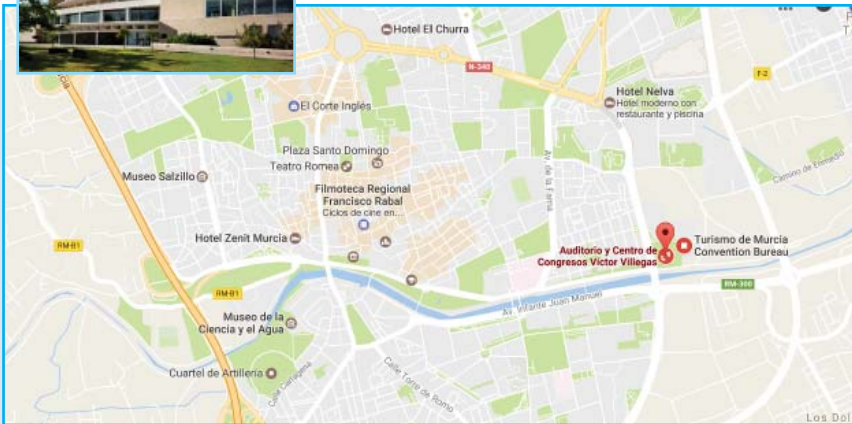 Hotel El Churra
N-340
F-2
Hotel Nelva
Hotel moderno con
restaurante y piscina
El Corte Inglés
Plaza Santo Domingo
Teatro Romea
Av. de la Fama
Camino de Enmedio
Museo Salzillo
Filmoteca Regional
Francisco Rabal
Ciclos de cine en...
Hotel Zenit Murcia
RM-B1
Auditorio y Centro de
Congresos Víctor Villegas
Turismo de Murcia
Convention Bureau
RM-B1
RM-300
Av. Infante Juan Manuel
Museo de la
Ciencia y el Agua
Cuartel de Artillería
Calle Cartagena
Calle Torre de Romo
Los Dol